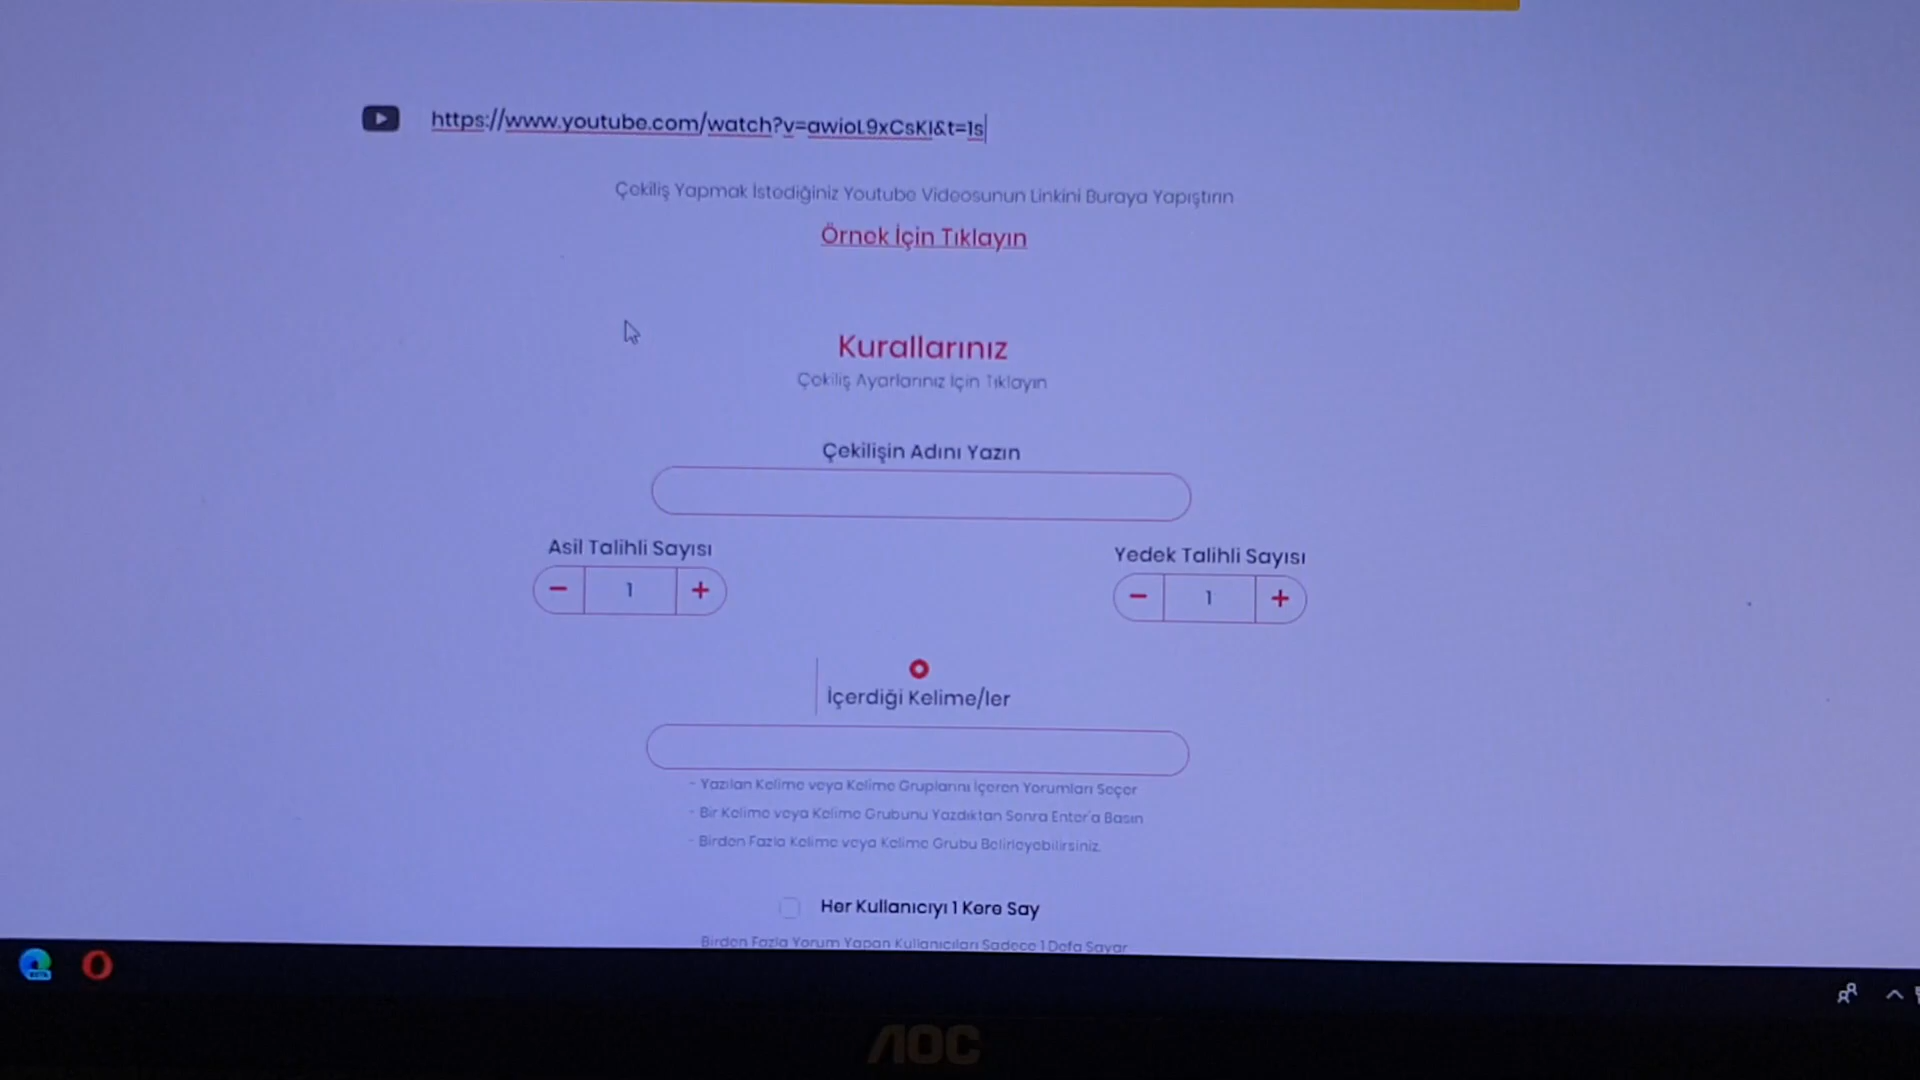 https://www.youtube.com/watch?v=awioL9xCsKI&t=1s
Çekiliş Yapmak İstediğiniz Youtube Videosunun Linkini Buraya Yapıştırın
Örnek İçin Tıklayın
Kurallarınız
Çekiliş Ayarlarınız İçin Tıklayın
Çekilişin Adını Yazın
Asil Talihli Sayısı
Yedek Talihli Sayısı
− 1 +
− 1 +
İçerdiği Kelime/ler
- Yazılan Kelime veya Kelime Gruplarını İçeren Yorumları Seçer
- Bir Kelime veya Kelime Grubunu Yazdıktan Sonra Enter'a Basın
- Birden Fazla Kelime veya Kelime Grubu Belirleyebilirsiniz.
Her Kullanıcıyı 1 Kere Say
Birden Fazla Yorum Yapan Kullanıcıları Sadece 1 Defa Sayar
BETA
AOC